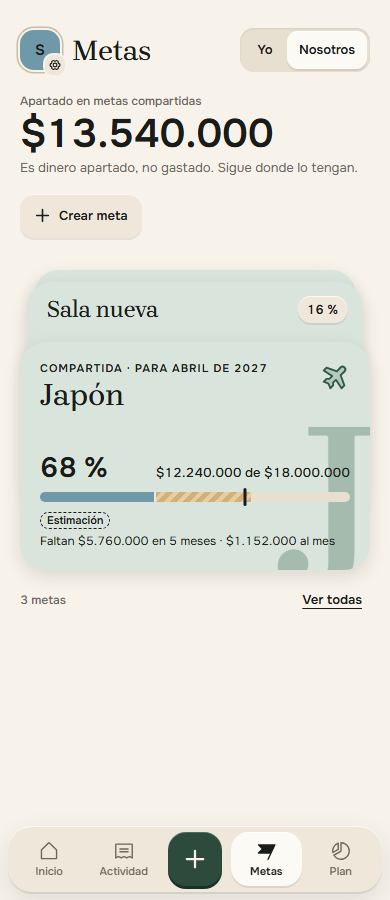 S
Metas
Yo
Nosotros
Apartado en metas compartidas
$13.540.000
Es dinero apartado, no gastado. Sigue donde lo tengan.
+ Crear meta
Sala nueva
16 %
COMPARTIDA · PARA ABRIL DE 2027
Japón
J
68 %
$12.240.000 de $18.000.000
Estimación
Faltan $5.760.000 en 5 meses · $1.152.000 al mes
3 metas
Ver todas
Inicio
Actividad
Metas
Plan